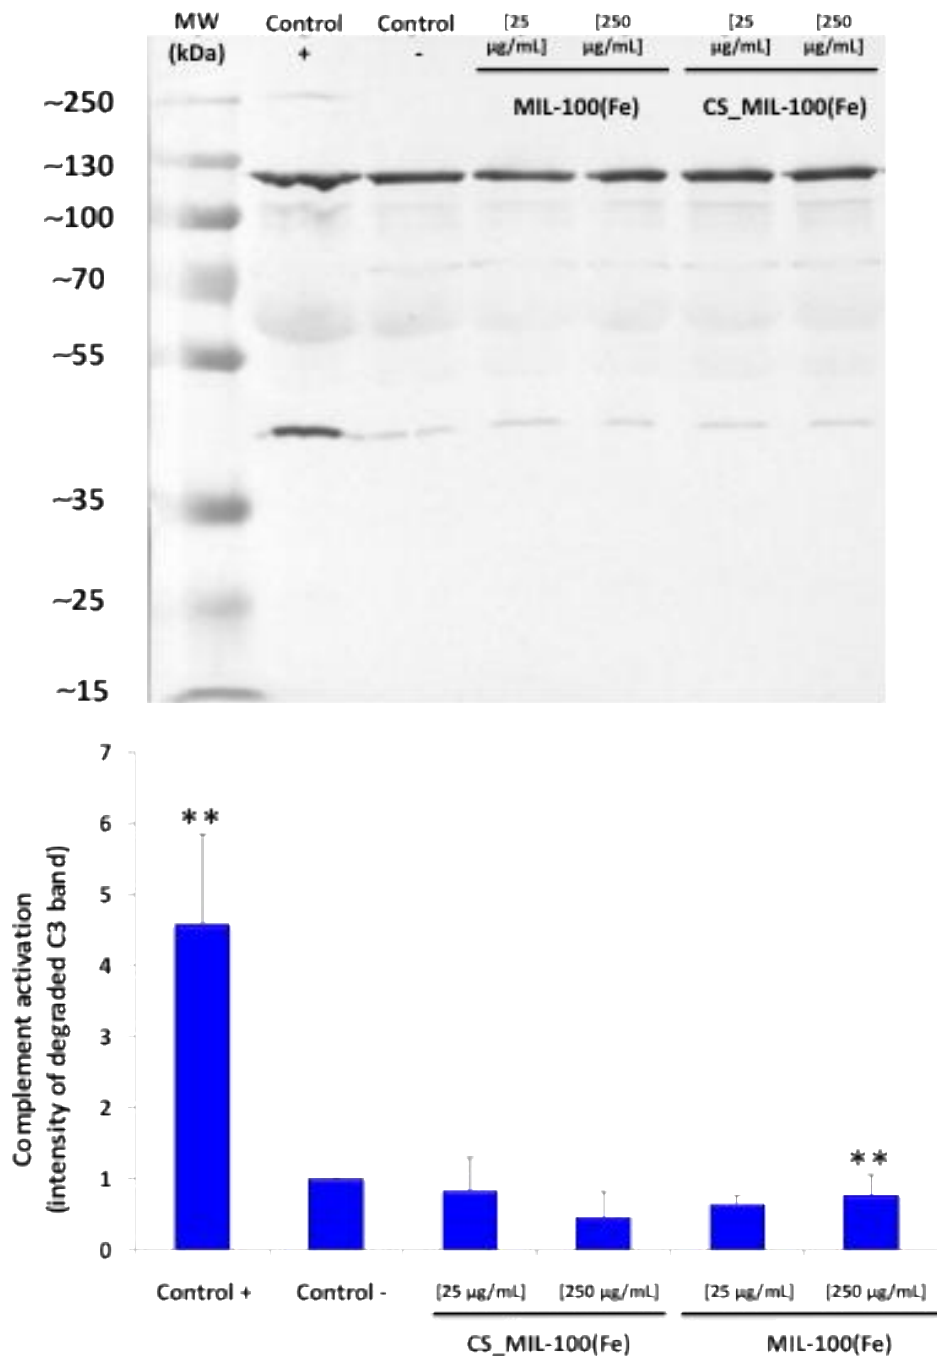 MW Control Control [25 [250 [25 [250
(kDa) + - µg/mL] µg/mL] µg/mL] µg/mL]
MIL-100(Fe) CS_MIL-100(Fe)
~250
~130
~100
~70
~55
~35
~25
~15
Complement activation
(intensity of degraded C3 band)
7
6
5
4
3
2
1
0
**
**
Control + Control - [25 µg/mL] [250 µg/mL] [25 µg/mL] [250 µg/mL]
CS_MIL-100(Fe) MIL-100(Fe)